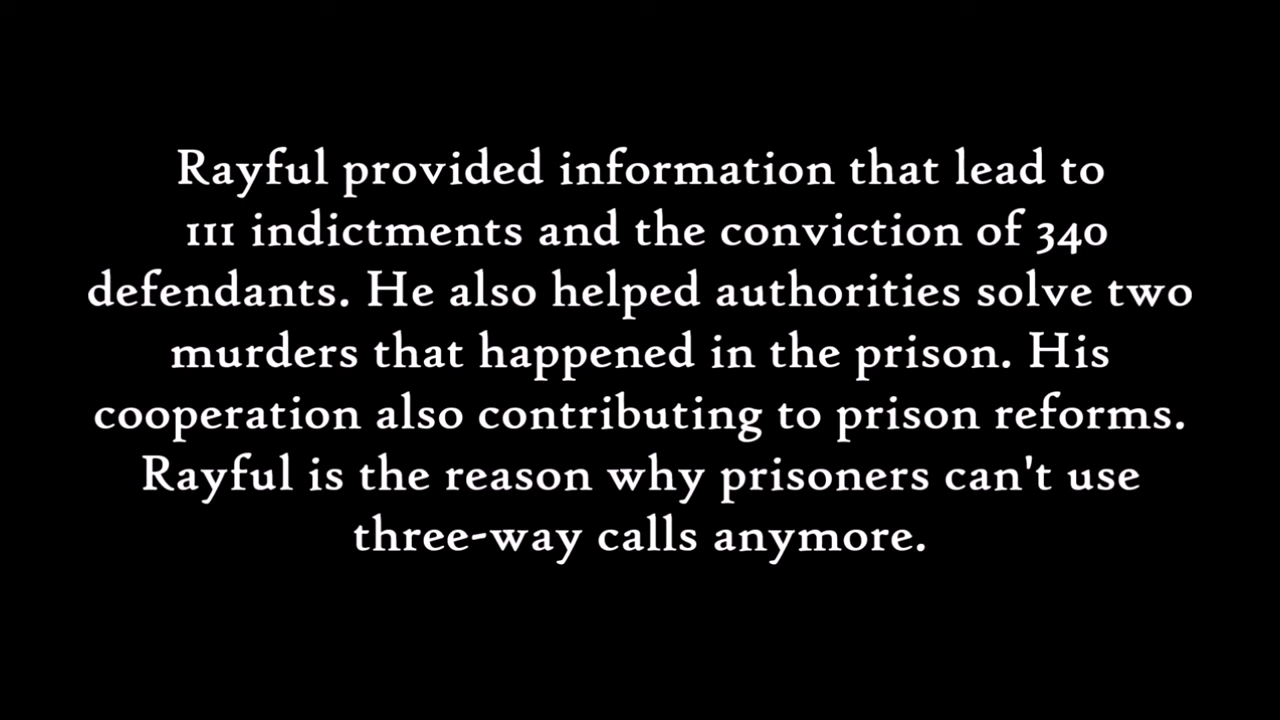 Rayful provided information that lead to
111 indictments and the conviction of 340
defendants. He also helped authorities solve two
murders that happened in the prison. His
cooperation also contributing to prison reforms.
Rayful is the reason why prisoners can't use
three-way calls anymore.